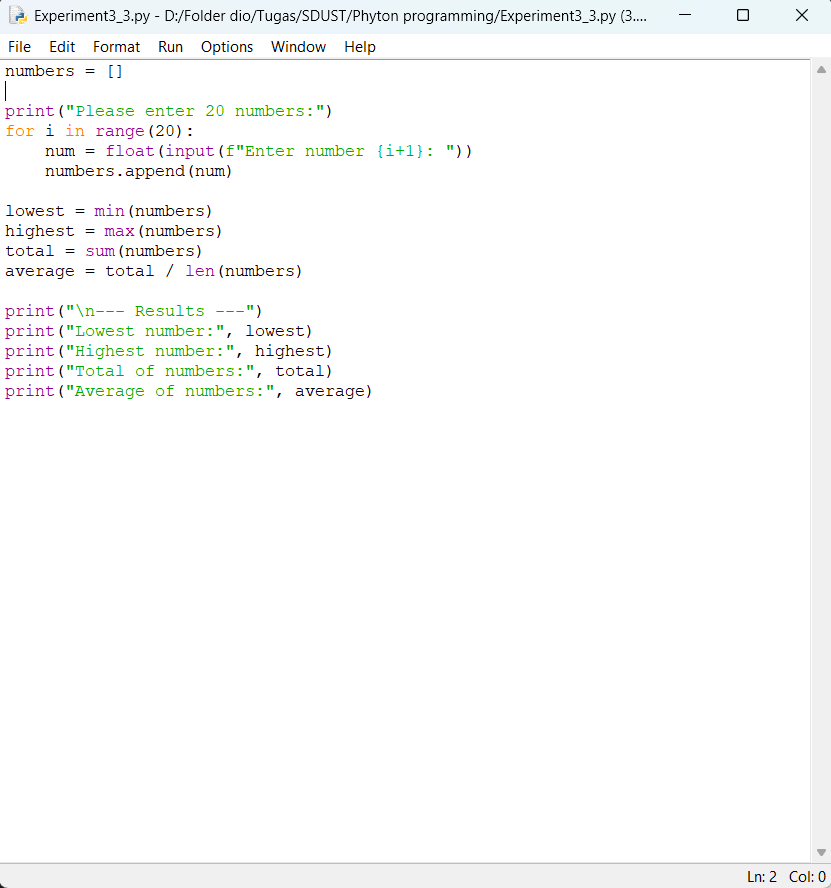 Experiment3_3.py - D:/Folder dio/Tugas/SDUST/Phyton programming/Experiment3_3.py (3....
File Edit Format Run Options Window Help
numbers = []
print("Please enter 20 numbers:")
for i in range(20):
    num = float(input(f"Enter number {i+1}: "))
    numbers.append(num)
lowest = min(numbers)
highest = max(numbers)
total = sum(numbers)
average = total / len(numbers)
print("\n--- Results ---")
print("Lowest number:", lowest)
print("Highest number:", highest)
print("Total of numbers:", total)
print("Average of numbers:", average)
Ln: 2 Col: 0